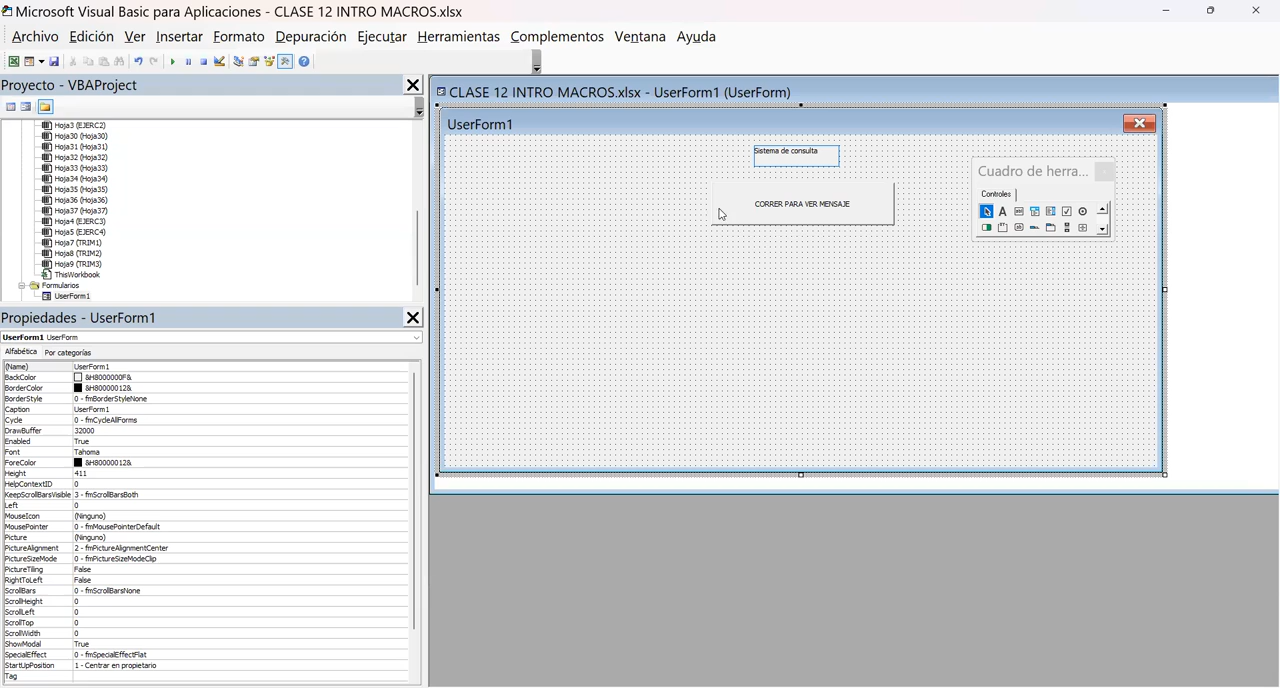 Microsoft Visual Basic para Aplicaciones - CLASE 12 INTRO MACROS.xlsx
Archivo Edición Ver Insertar Formato Depuración Ejecutar Herramientas Complementos Ventana Ayuda
Proyecto - VBAProject
Hoja3 (EJERC2)
Hoja30 (Hoja30)
Hoja31 (Hoja31)
Hoja32 (Hoja32)
Hoja33 (Hoja33)
Hoja34 (Hoja34)
Hoja35 (Hoja35)
Hoja36 (Hoja36)
Hoja37 (Hoja37)
Hoja4 (EJERC3)
Hoja5 (EJERC4)
Hoja7 (TRIM1)
Hoja8 (TRIM2)
Hoja9 (TRIM3)
ThisWorkbook
Formularios
UserForm1
Propiedades - UserForm1
UserForm1 UserForm
Alfabética Por categorías
(Name) UserForm1
BackColor &H8000000F&
BorderColor &H80000012&
BorderStyle 0 - fmBorderStyleNone
Caption UserForm1
Cycle 0 - fmCycleAllForms
DrawBuffer 32000
Enabled True
Font Tahoma
ForeColor &H80000012&
Height 411
HelpContextID 0
KeepScrollBarsVisible 3 - fmScrollBarsBoth
Left 0
MouseIcon (Ninguno)
MousePointer 0 - fmMousePointerDefault
Picture (Ninguno)
PictureAlignment 2 - fmPictureAlignmentCenter
PictureSizeMode 0 - fmPictureSizeModeClip
PictureTiling False
RightToLeft False
ScrollBars 0 - fmScrollBarsNone
ScrollHeight 0
ScrollLeft 0
ScrollTop 0
ScrollWidth 0
ShowModal True
SpecialEffect 0 - fmSpecialEffectFlat
StartUpPosition 1 - Centrar en propietario
Tag
CLASE 12 INTRO MACROS.xlsx - UserForm1 (UserForm)
UserForm1
Sistema de consulta
CORRER PARA VER MENSAJE
Cuadro de herra...
Controles